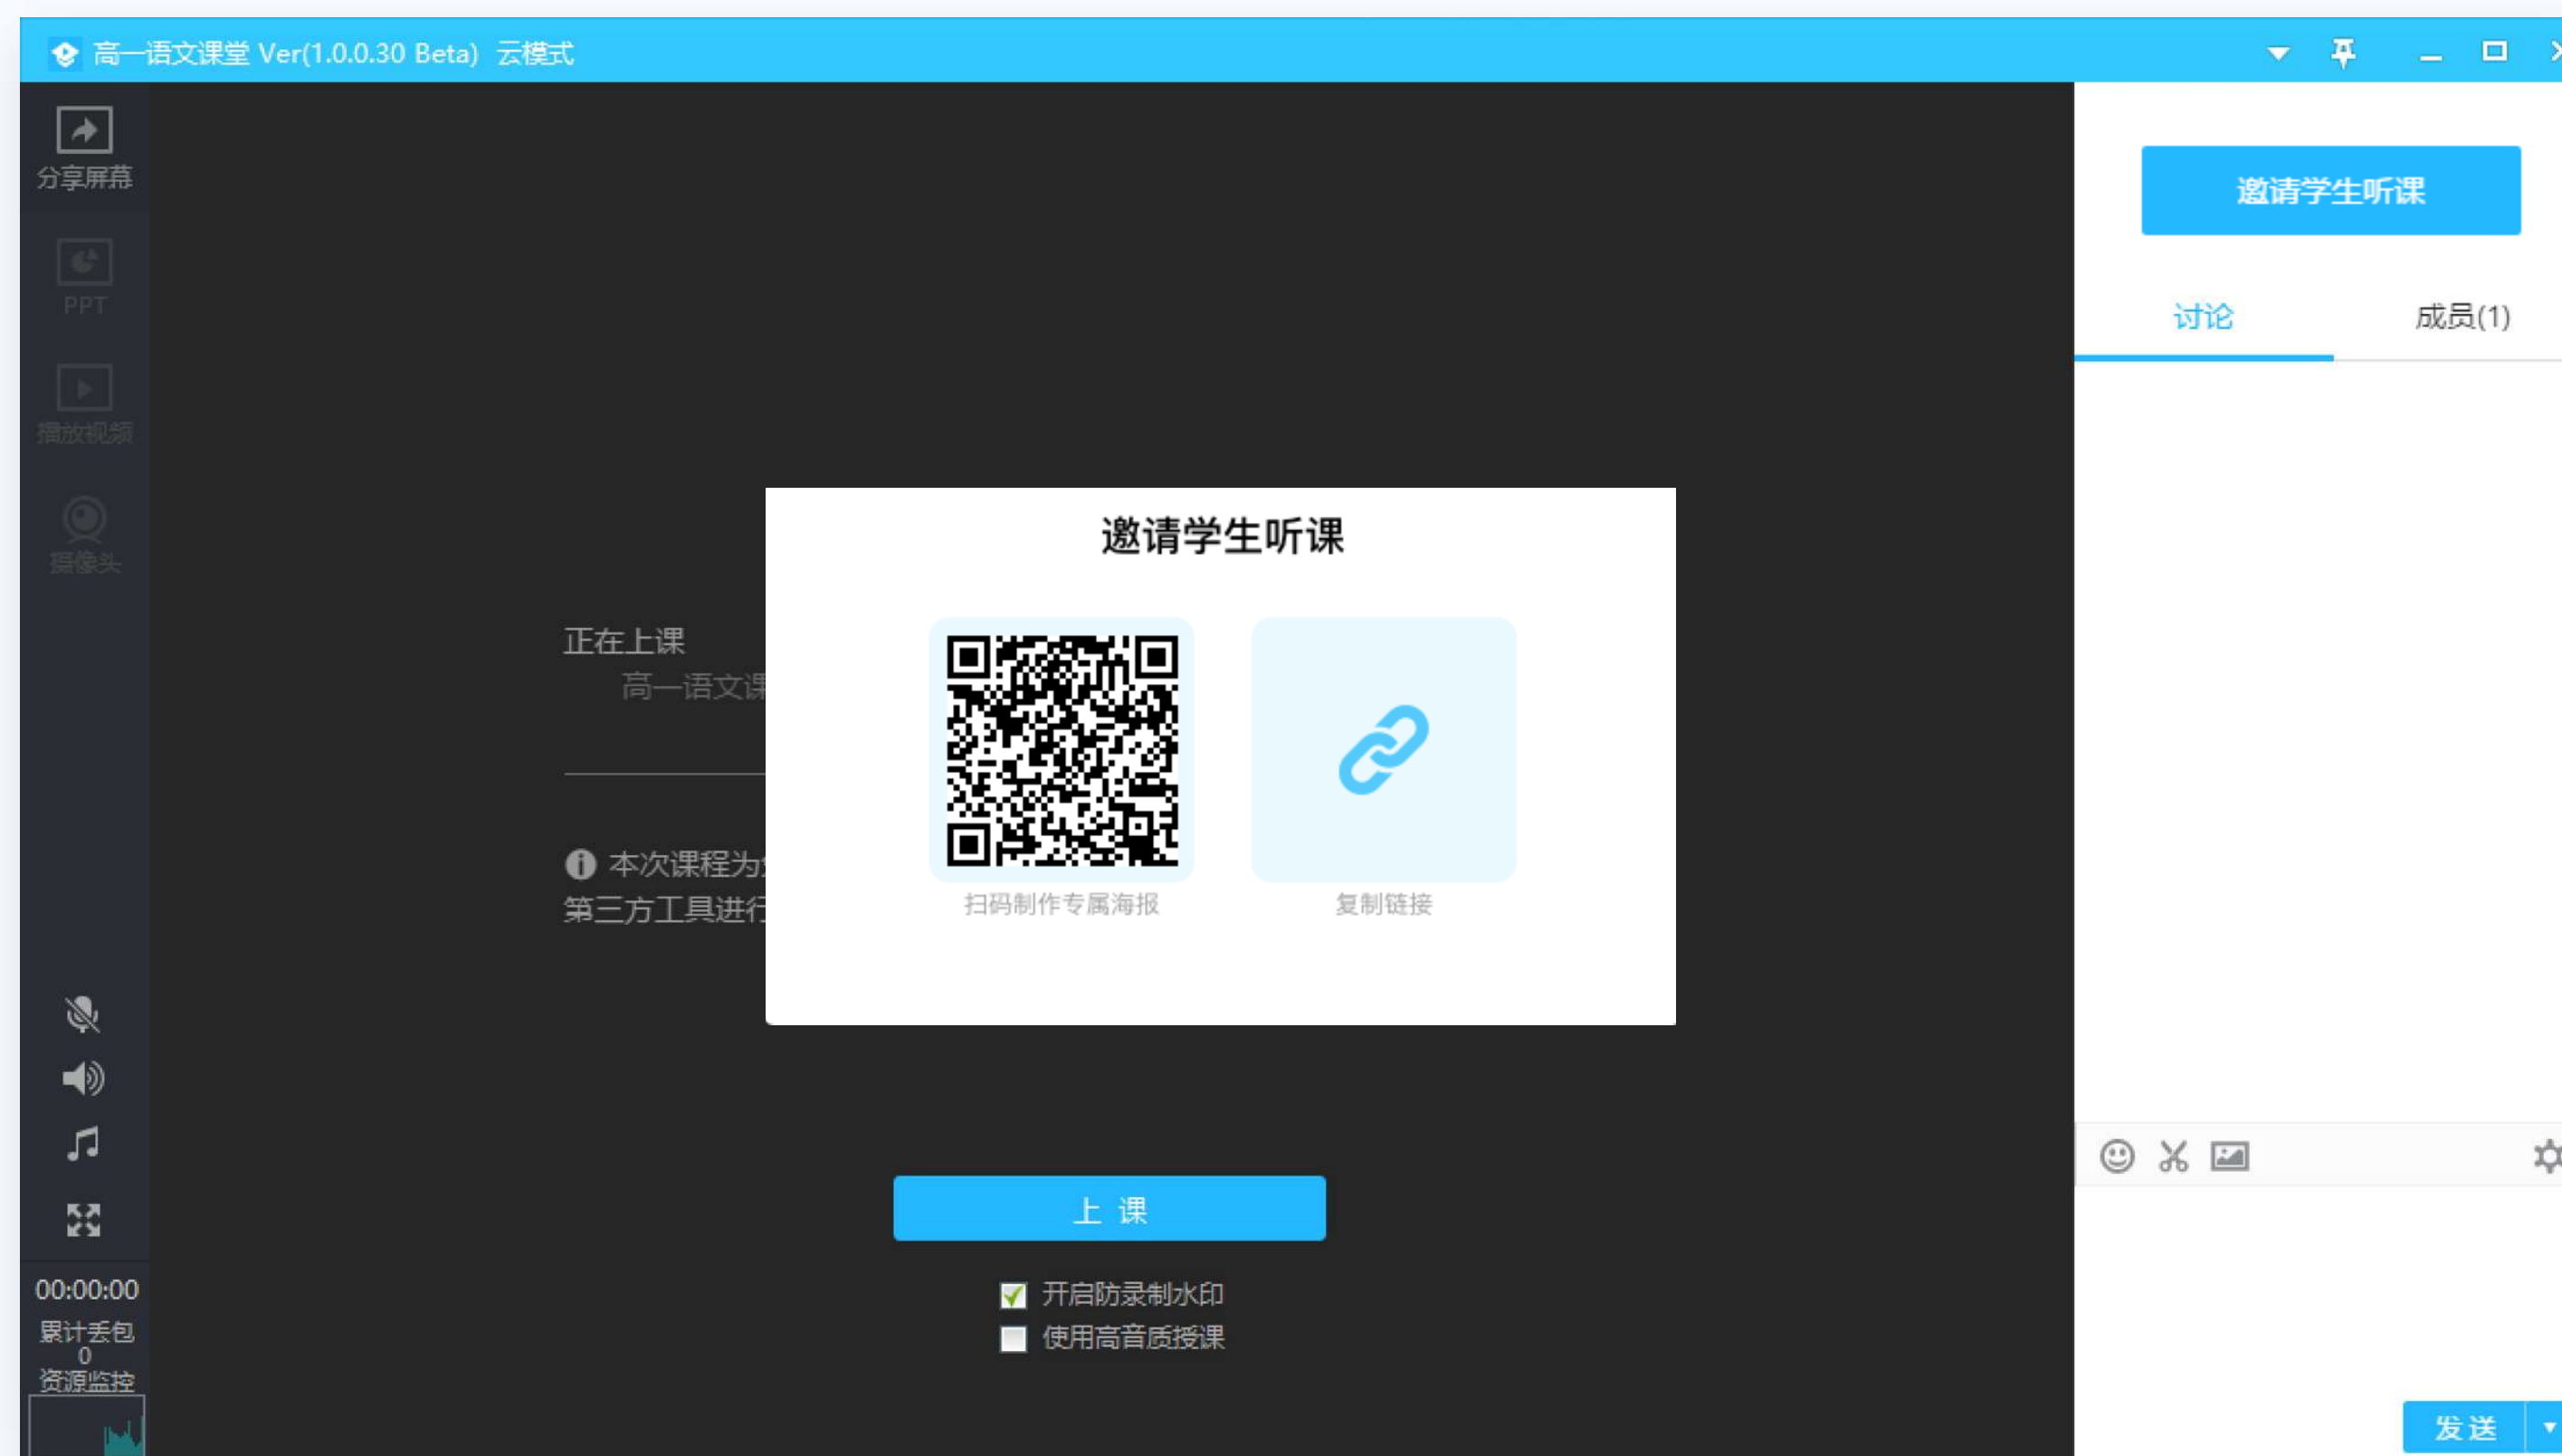 高一语文课堂 Ver(1.0.0.30 Beta) 云模式
分享屏幕
PPT
播放视频
摄像头
邀请学生听课
讨论
成员(1)
正在上课
高一语文课
本次课程为
第三方工具进行
邀请学生听课
扫码制作专属海报
复制链接
上 课
开启防录制水印
使用高音质授课
00:00:00
累计丢包
0
资源监控
发 送